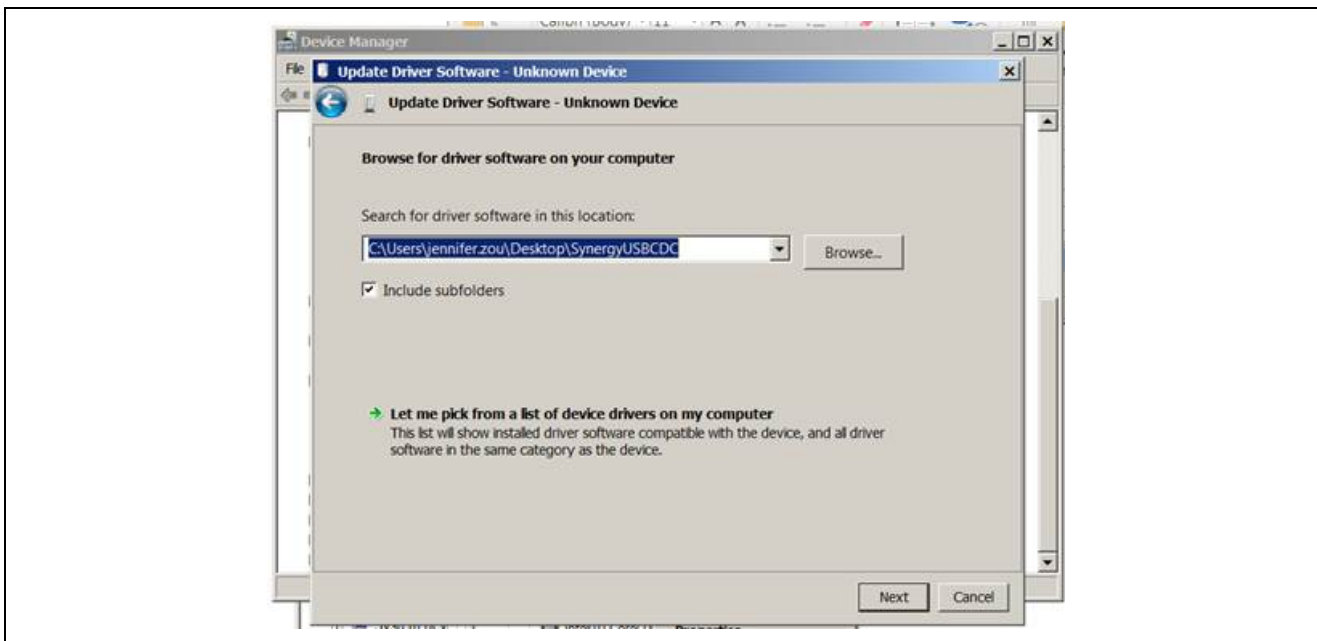 Device Manager
File
Update Driver Software - Unknown Device
Update Driver Software - Unknown Device
Browse for driver software on your computer
Search for driver software in this location:
C:\Users\jennifer.zou\Desktop\SynergyUSBCDC
Browse...
Include subfolders
Let me pick from a list of device drivers on my computer
This list will show installed driver software compatible with the device, and all driver
software in the same category as the device.
Next Cancel